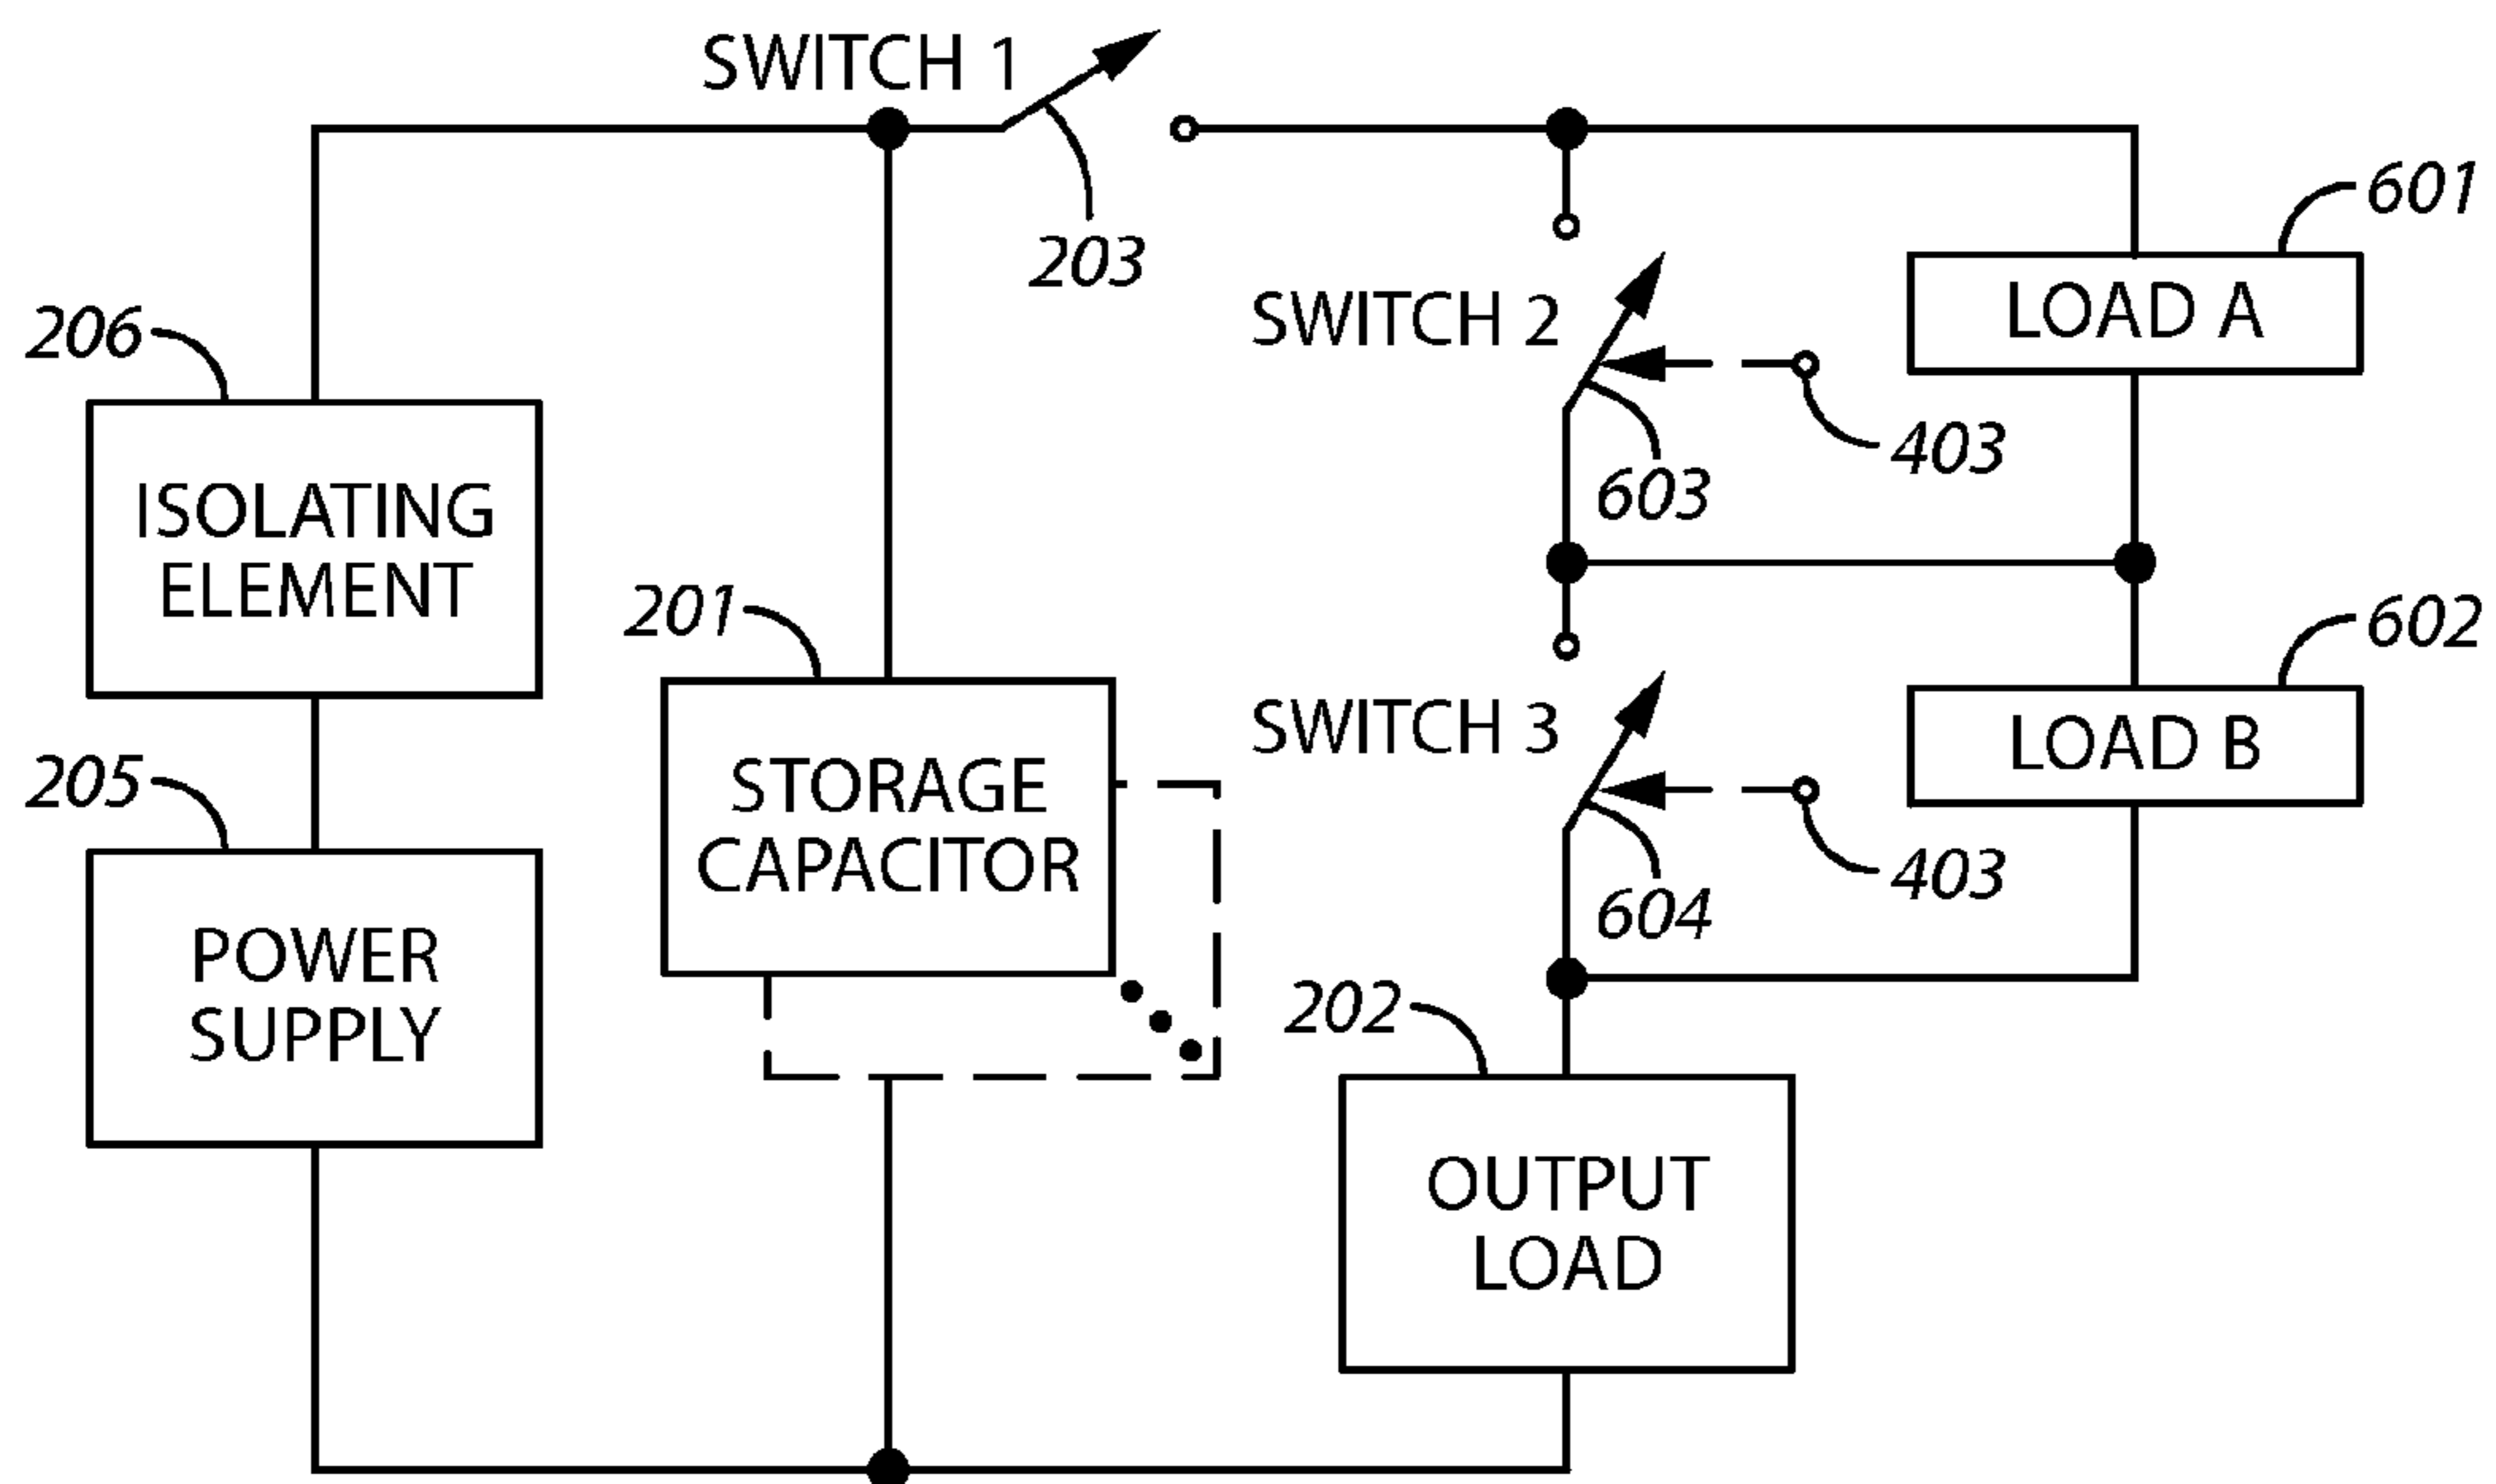 SWITCH 1
203
601
LOAD A
SWITCH 2
206
403
603
ISOLATING
ELEMENT
201
602
SWITCH 3
LOAD B
205
STORAGE
CAPACITOR
403
604
POWER
SUPPLY
202
OUTPUT
LOAD